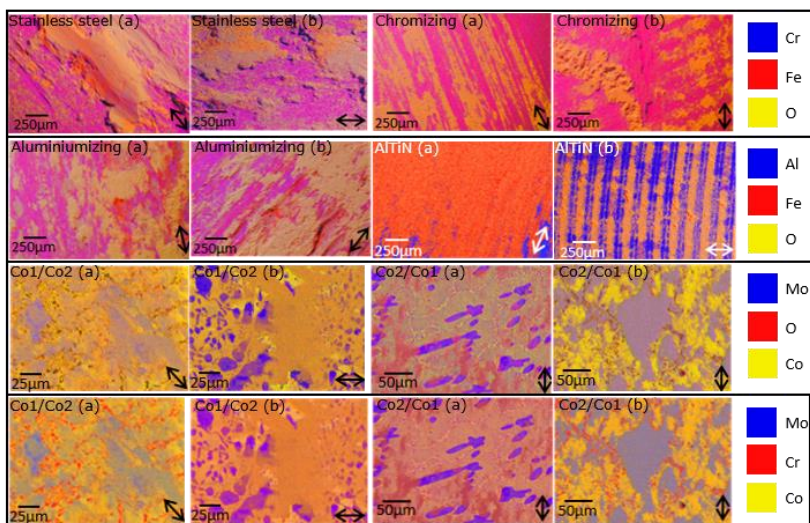 Stainless steel (a) Stainless steel (b) Chromizing (a) Chromizing (b)
Cr
Fe
O
250µm 250µm 250µm 250µm
Aluminiumizing (a) Aluminiumizing (b) AlTiN (a) AlTiN (b)
Al
Fe
O
250µm 250µm 250µm 250µm
Co1/Co2 (a) Co1/Co2 (b) Co2/Co1 (a) Co2/Co1 (b)
Mo
O
Co
25µm 25µm 50µm 50µm
Co1/Co2 (a) Co1/Co2 (b) Co2/Co1 (a) Co2/Co1 (b)
Mo
Cr
Co
25µm 25µm 50µm 50µm